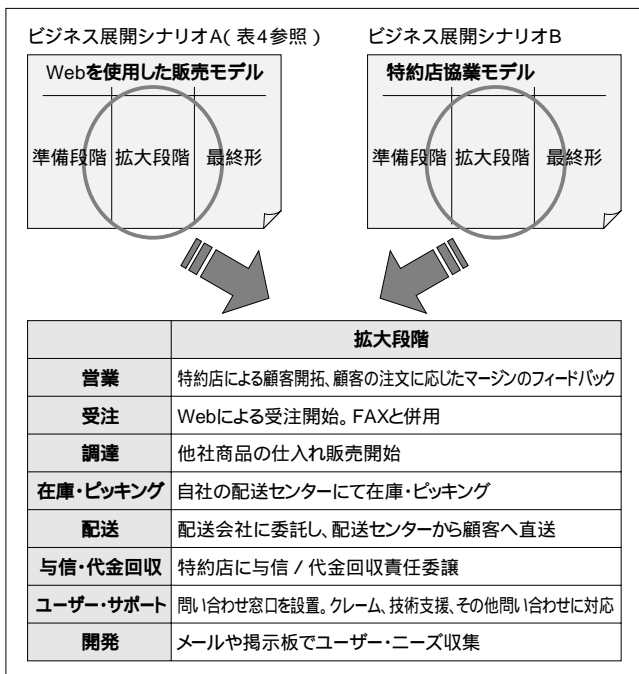 ビジネス展開シナリオA(表4参照)
ビジネス展開シナリオB
Webを使用した販売モデル
準備段階 拡大段階 最終形
特約店協業モデル
準備段階 拡大段階 最終形
拡大段階
営業 特約店による顧客開拓、顧客の注文に応じたマージンのフィードバック
受注 Webによる受注開始。FAXと併用
調達 他社商品の仕入れ販売開始
在庫・ピッキング 自社の配送センターにて在庫・ピッキング
配送 配送会社に委託し、配送センターから顧客へ直送
与信・代金回収 特約店に与信/代金回収責任委譲
ユーザー・サポート 問い合わせ窓口を設置。クレーム、技術支援、その他問い合わせに対応
開発 メールや掲示板でユーザー・ニーズ収集